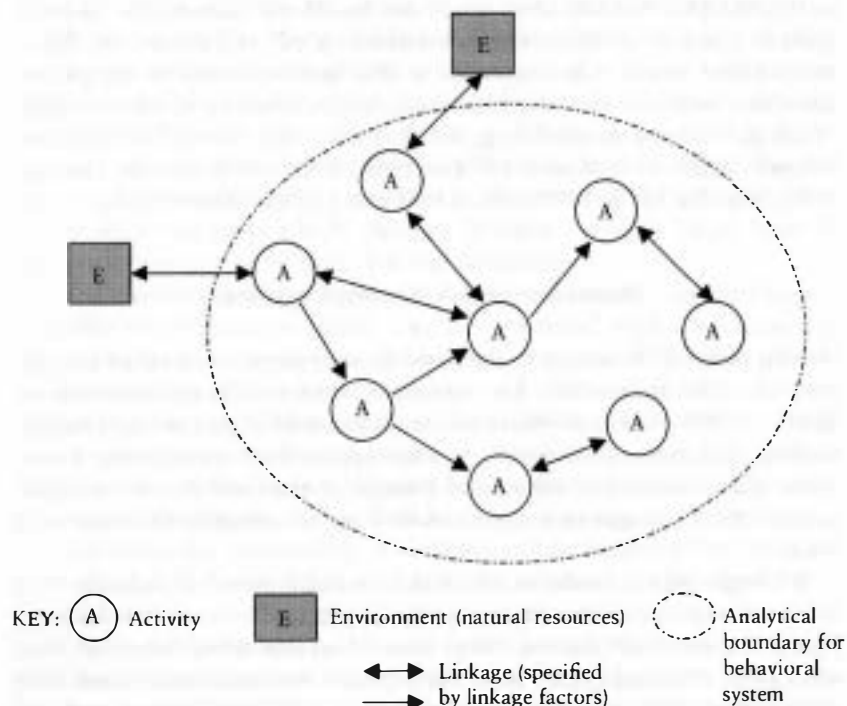 E
A
A
E
A
A
A
A
A
A
KEY: A Activity E Environment (natural resources) Analytical
boundary for
behavioral
system
Linkage (specified
by linkage factors)